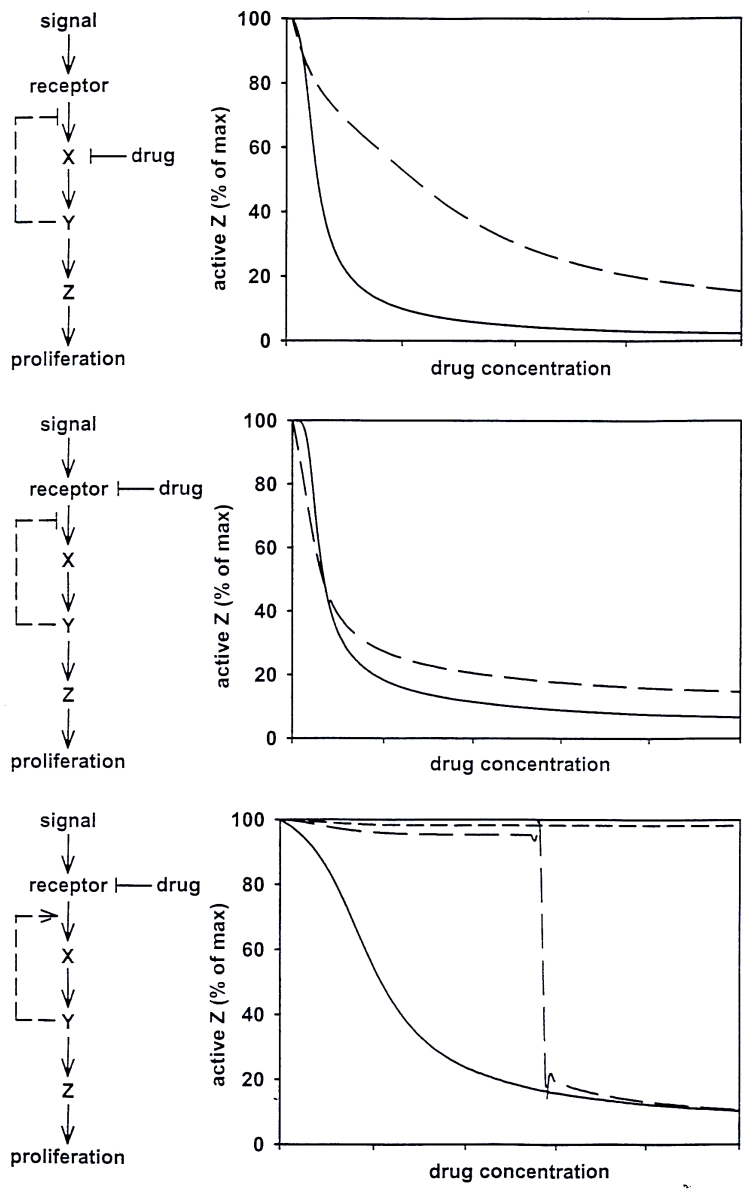 signal
receptor
X
drug
Y
Z
proliferation
100
80
60
40
20
0
active Z (% of max)
drug concentration
signal
receptor
drug
X
Y
Z
proliferation
100
80
60
40
20
0
active Z (% of max)
drug concentration
signal
receptor
drug
X
Y
Z
proliferation
100
80
60
40
20
0
active Z (% of max)
drug concentration